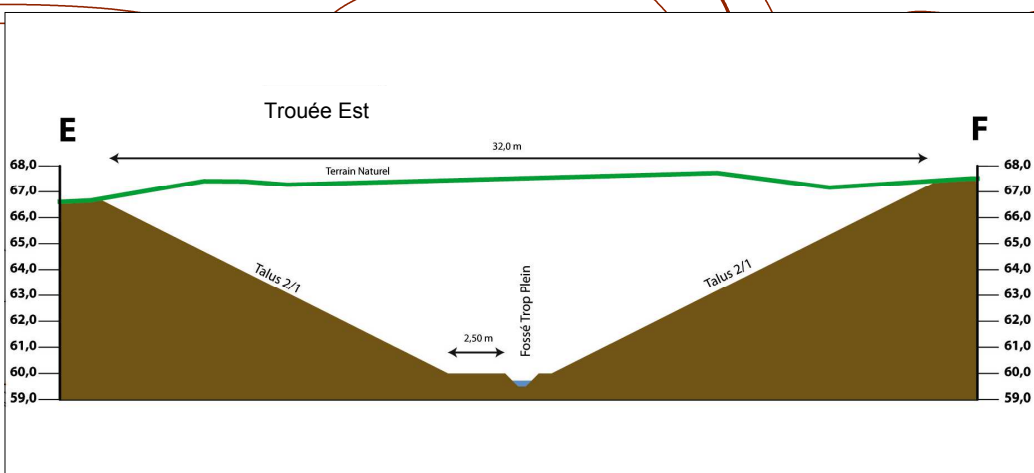 Trouée Est
E
F
32,0 m
Terrain Naturel
68,0
67,0
66,0
65,0
64,0
63,0
62,0
61,0
60,0
59,0
Talus 2/1
2,50 m
Fossé Trop Plein
Talus 2/1
68,0
67,0
66,0
65,0
64,0
63,0
62,0
61,0
60,0
59,0